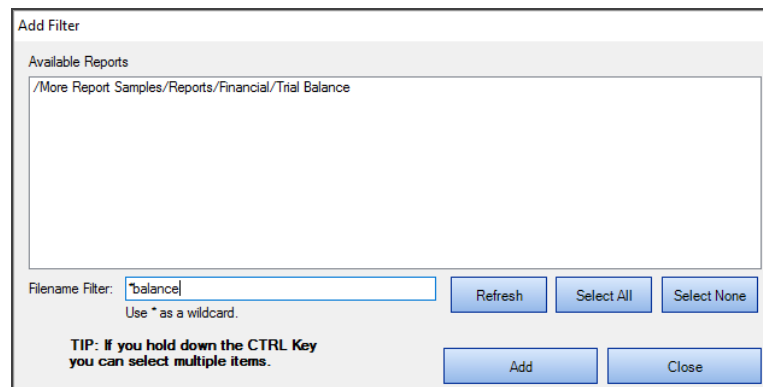 Add Filter
Available Reports
/More Report Samples/Reports/Financial/Trial Balance
Filename Filter: *balance Refresh Select All Select None
Use * as a wildcard.
TIP: If you hold down the CTRL Key
you can select multiple items.
Add Close